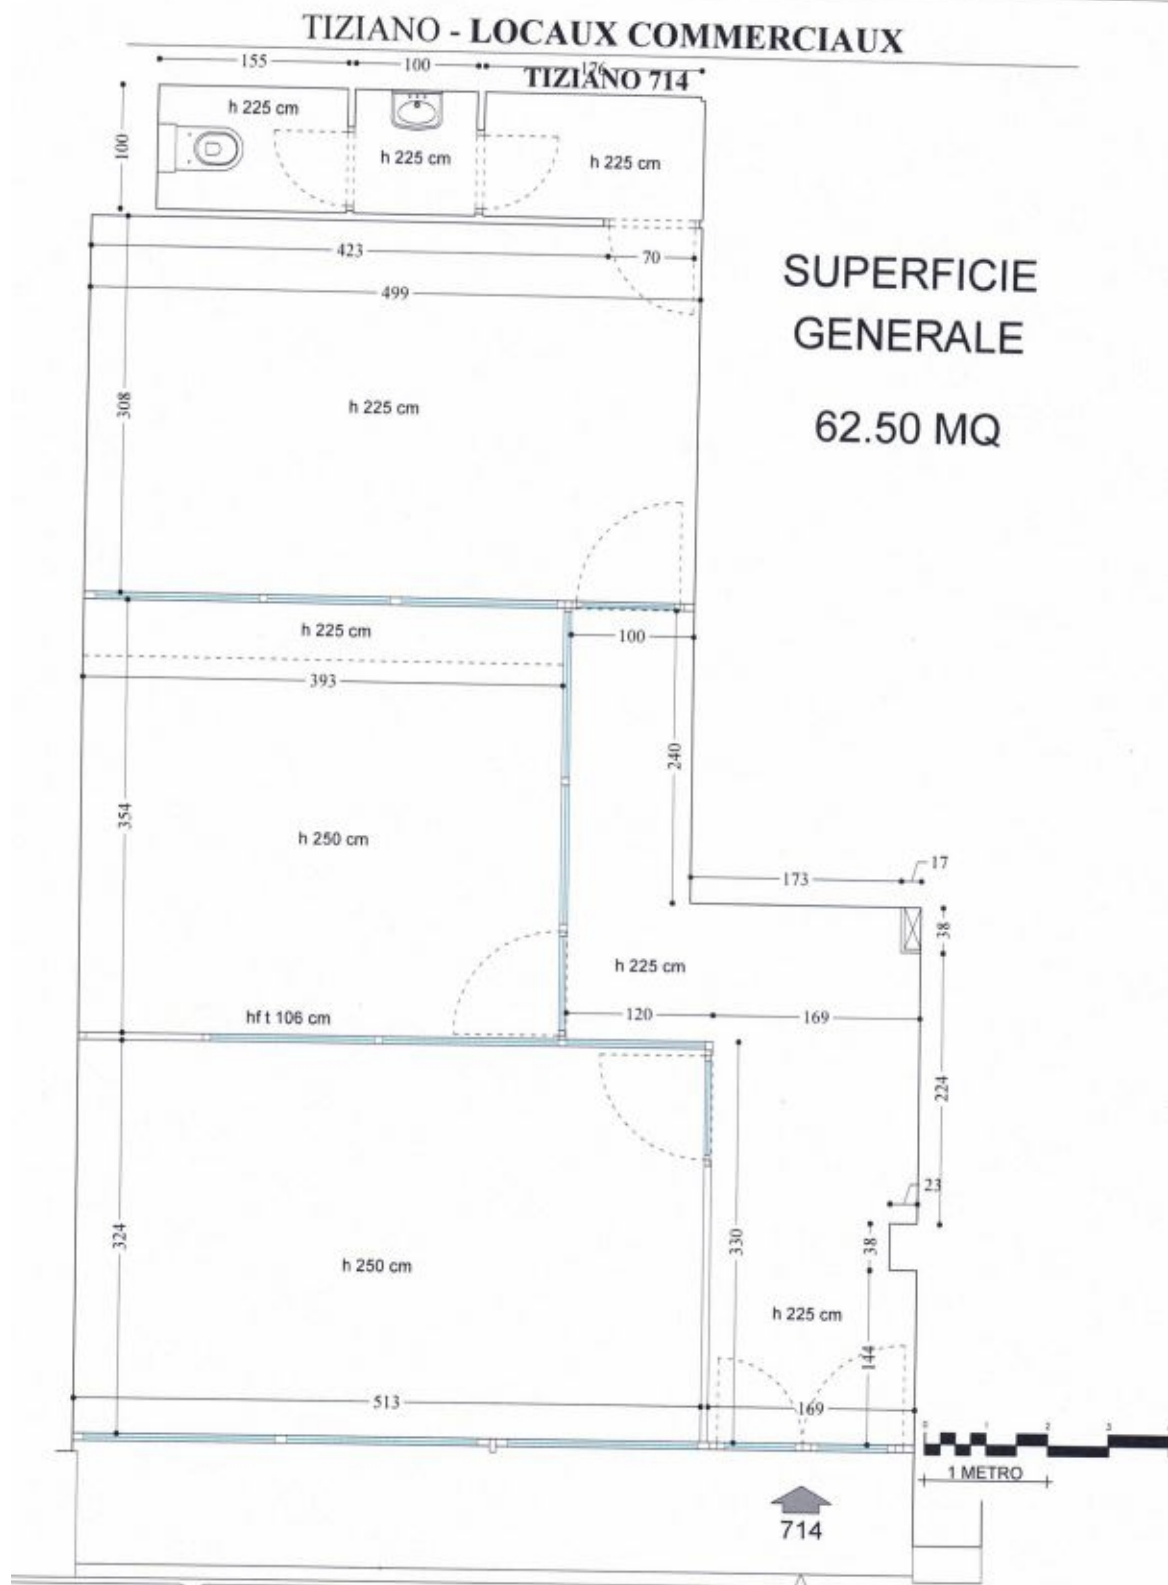 TIZIANO - LOCAUX COMMERCIAUX
155
100
176
TIZIANO 714
h 225 cm
100
h 225 cm
h 225 cm
423
70
499
SUPERFICIE
GENERALE
62.50 MQ
308
h 225 cm
h 225 cm
100
393
240
354
h 250 cm
17
173
38
h 225 cm
hf t 106 cm
120
169
224
23
330
38
324
h 250 cm
h 225 cm
144
513
169
0
1
2
3
1 METRO
714